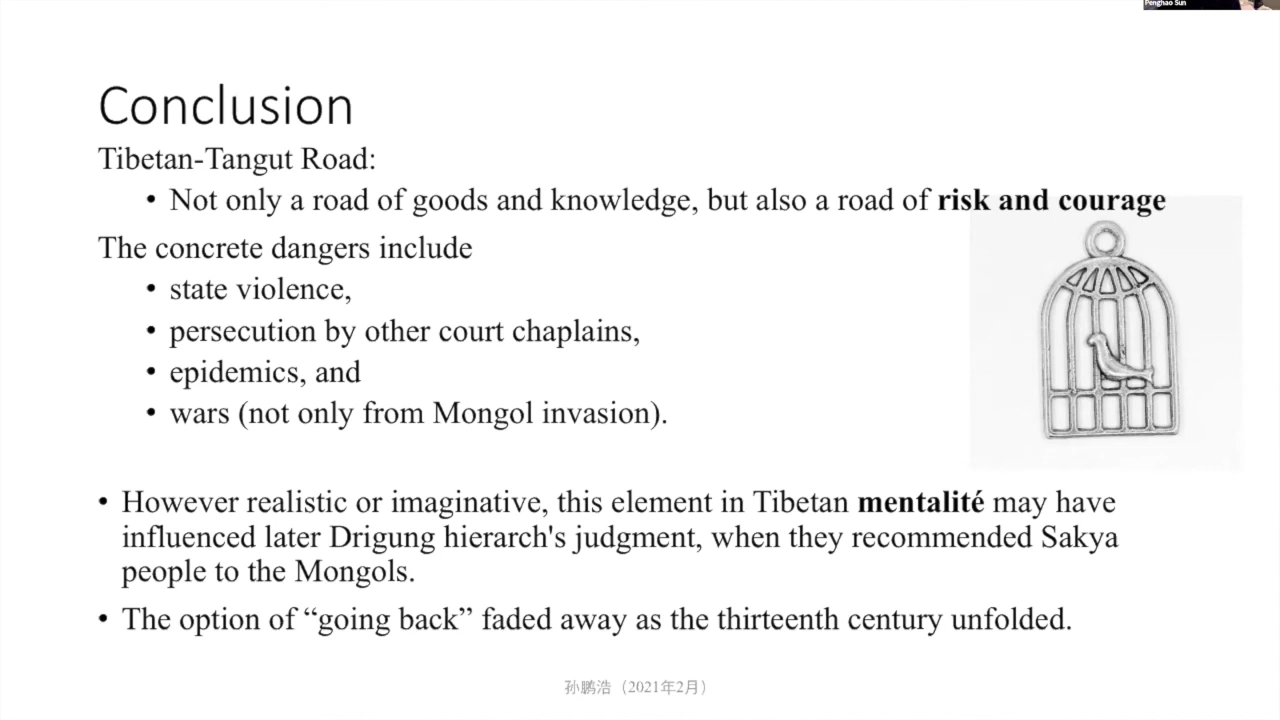 Penghao Sun
Conclusion
Tibetan-Tangut Road:
• Not only a road of goods and knowledge, but also a road of risk and courage
The concrete dangers include
• state violence,
• persecution by other court chaplains,
• epidemics, and
• wars (not only from Mongol invasion).
• However realistic or imaginative, this element in Tibetan mentalité may have
influenced later Drigung hierarch's judgment, when they recommended Sakya
people to the Mongols.
• The option of “going back” faded away as the thirteenth century unfolded.
孙鹏浩（2021年2月）